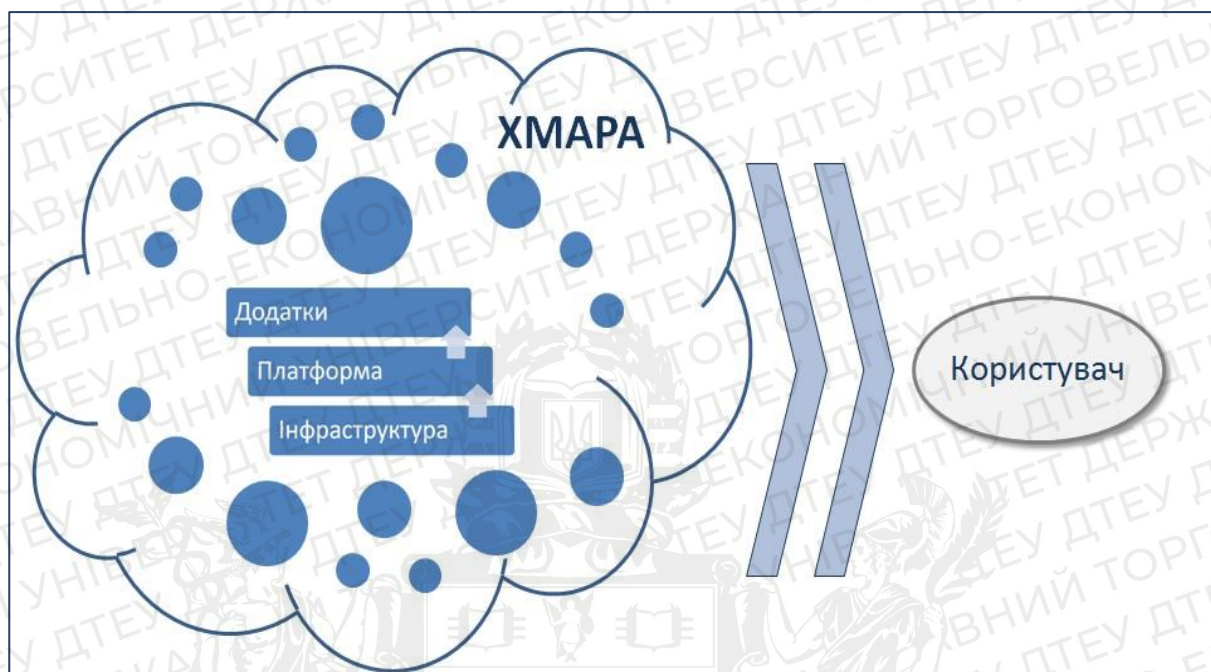 ХМАРА
Додатки
Платформа
Інфраструктура
Користувач